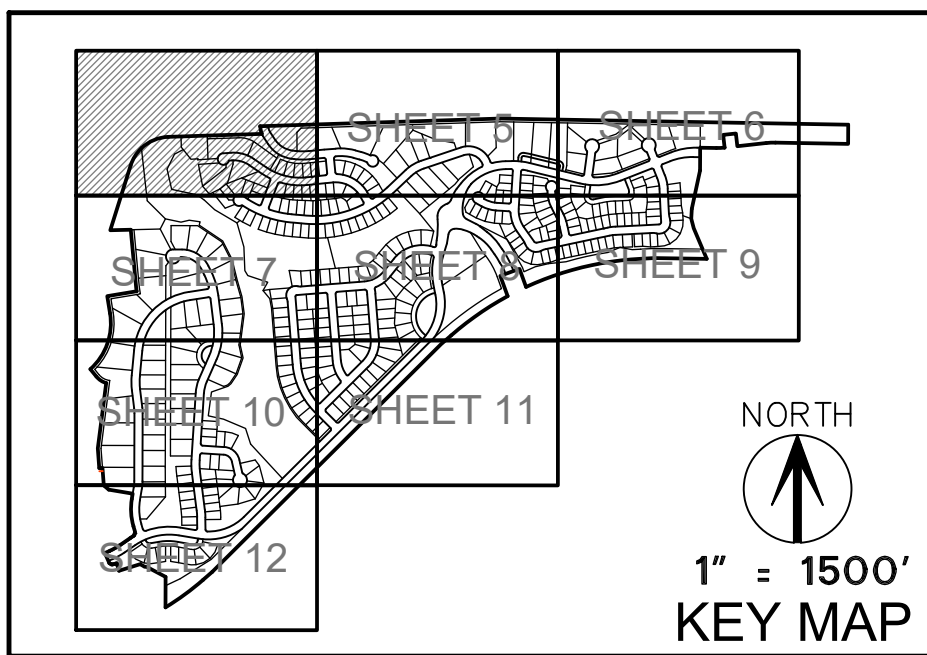 SHEET 5
SHEET 6
SHEET 7
SHEET 8
SHEET 9
SHEET 10
SHEET 11
SHEET 12
NORTH
1" = 1500'
KEY MAP